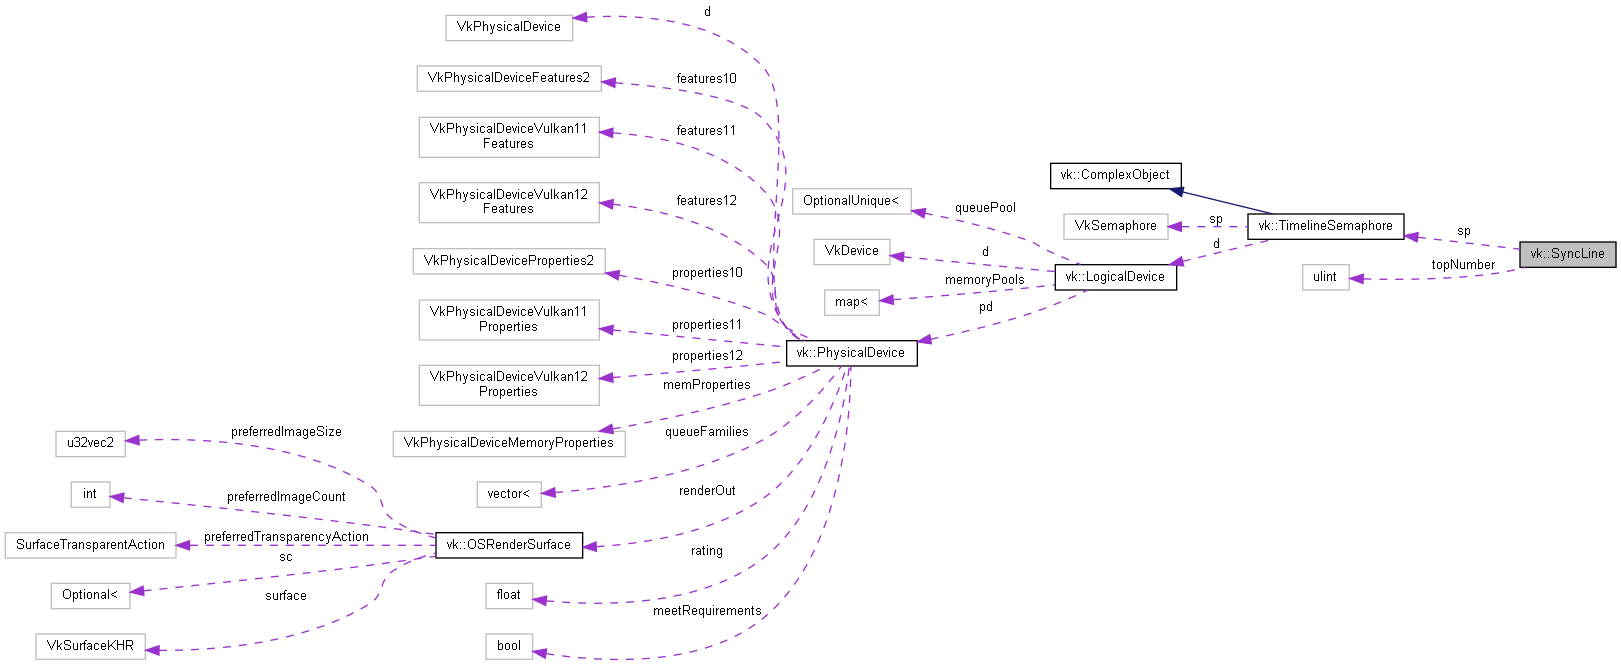 d
VkPhysicalDevice
VkPhysicalDeviceFeatures2
features10
VkPhysicalDeviceVulkan11
Features
features11
VkPhysicalDeviceVulkan12
Features
features12
VkPhysicalDeviceProperties2
properties10
VkPhysicalDeviceVulkan11
Properties
properties11
VkPhysicalDeviceVulkan12
Properties
properties12
memProperties
VkPhysicalDeviceMemoryProperties
queueFamilies
vector<
renderOut
rating
float
meetRequirements
bool
u32vec2
preferredImageSize
int
preferredImageCount
SurfaceTransparentAction
preferredTransparencyAction
sc
Optional<
surface
VkSurfaceKHR
vk::OSRenderSurface
vk::PhysicalDevice
OptionalUnique<
queuePool
VkDevice
d
map<
memoryPools
pd
vk::LogicalDevice
vk::ComplexObject
VkSemaphore
sp
d
vk::TimelineSemaphore
sp
ulint
topNumber
vk::SyncLine